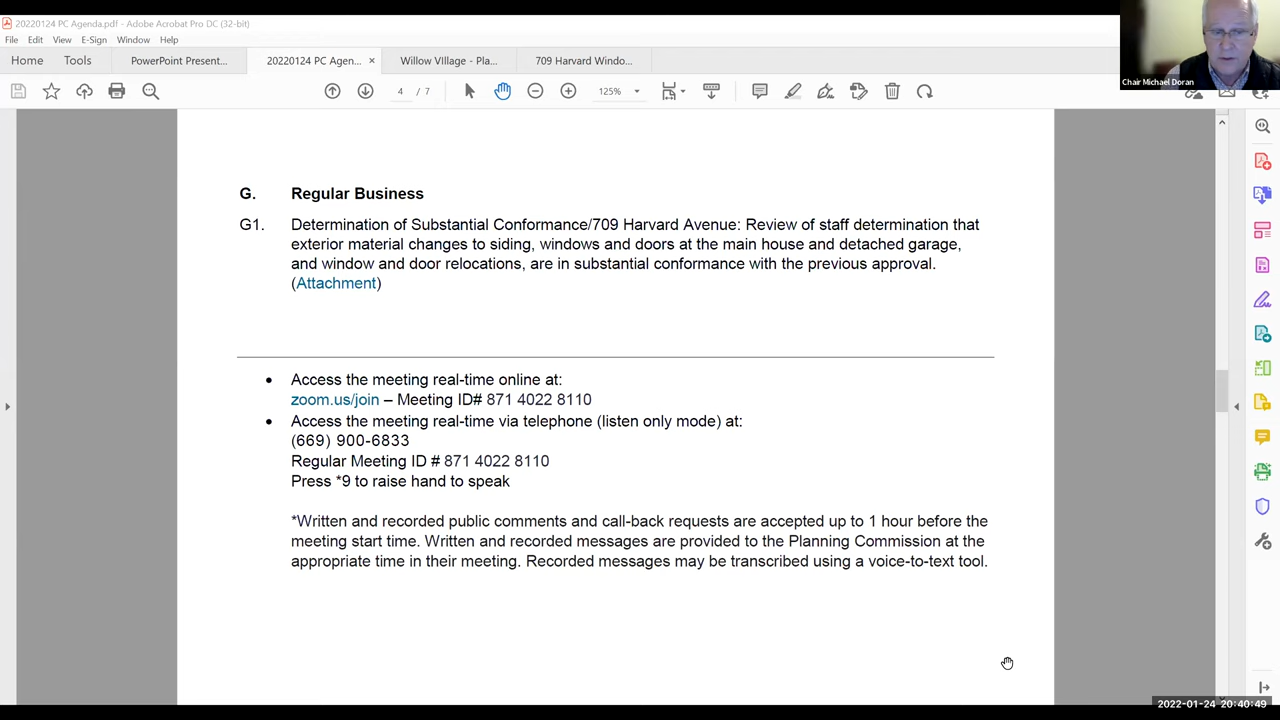 20220124 PC Agenda.pdf - Adobe Acrobat Pro DC (32-bit)
File Edit View E-Sign Window Help
Home Tools PowerPoint Present... 20220124 PC Agen... × Willow VIllage - Pla... 709 Harvard Windo...
4 / 125%
Chair Michael Doran
G. Regular Business
G1. Determination of Substantial Conformance/709 Harvard Avenue: Review of staff determination that
exterior material changes to siding, windows and doors at the main house and detached garage,
and window and door relocations, are in substantial conformance with the previous approval.
(Attachment)
• Access the meeting real-time online at:
zoom.us/join – Meeting ID# 871 4022 8110
• Access the meeting real-time via telephone (listen only mode) at:
(669) 900-6833
Regular Meeting ID # 871 4022 8110
Press *9 to raise hand to speak
*Written and recorded public comments and call-back requests are accepted up to 1 hour before the
meeting start time. Written and recorded messages are provided to the Planning Commission at the
appropriate time in their meeting. Recorded messages may be transcribed using a voice-to-text tool.
2022-01-24 20:40:49